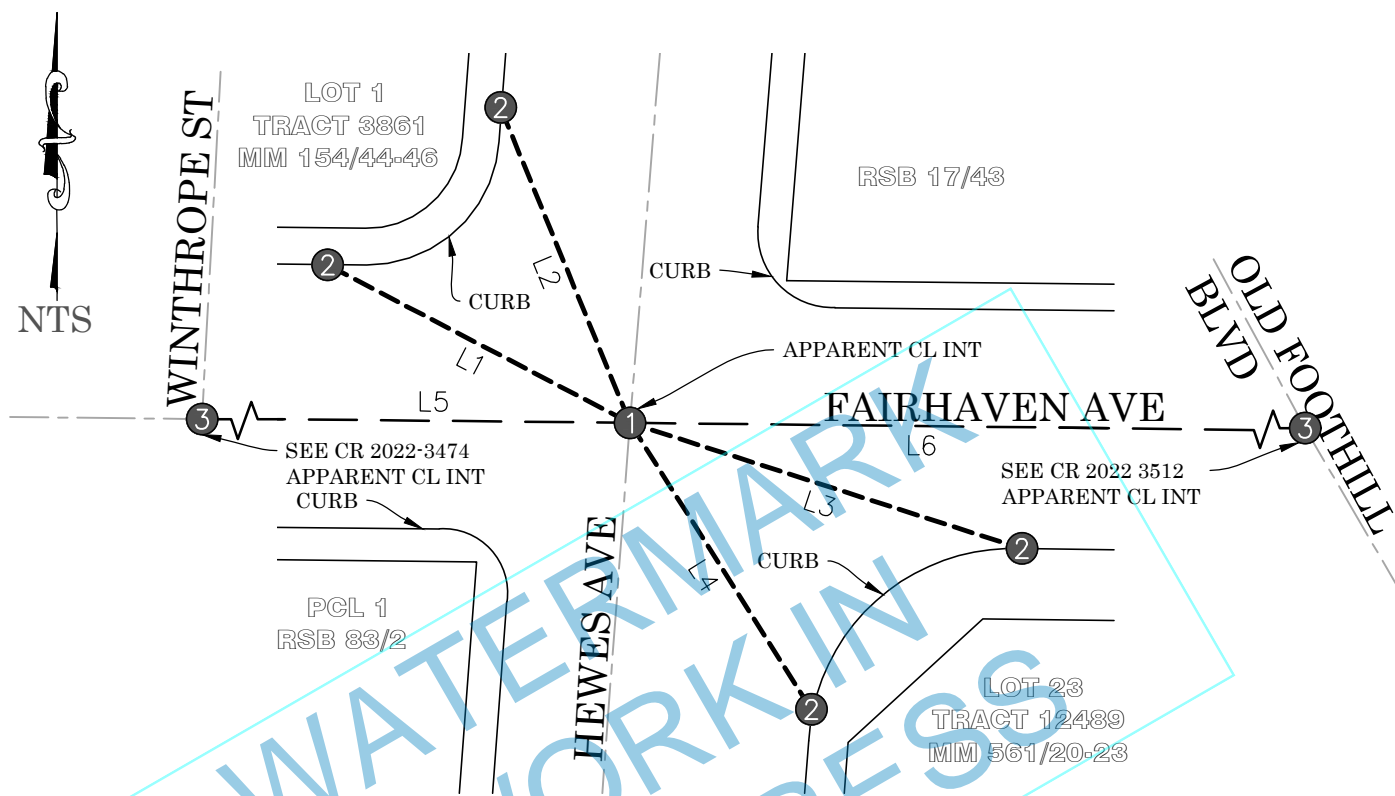 LOT 1
TRACT 3861
MM 154/44-46
2
RSB 17/43
WINTHROPE ST
2
L2
CURB
CURB
OLD FOOTHILL
BLVD
NTS
L1
APPARENT CL INT
L5
3
1
FAIRHAVEN AVE
3
L6
SEE CR 2022-3474
APPARENT CL INT
SEE CR 2022 3512
APPARENT CL INT
CURB
L3
2
HEWES AVE
L4
CURB
PCL 1
RSB 83/2
2
LOT 23
TRACT 12489
MM 561/20-23
WATERMARK
WORK IN